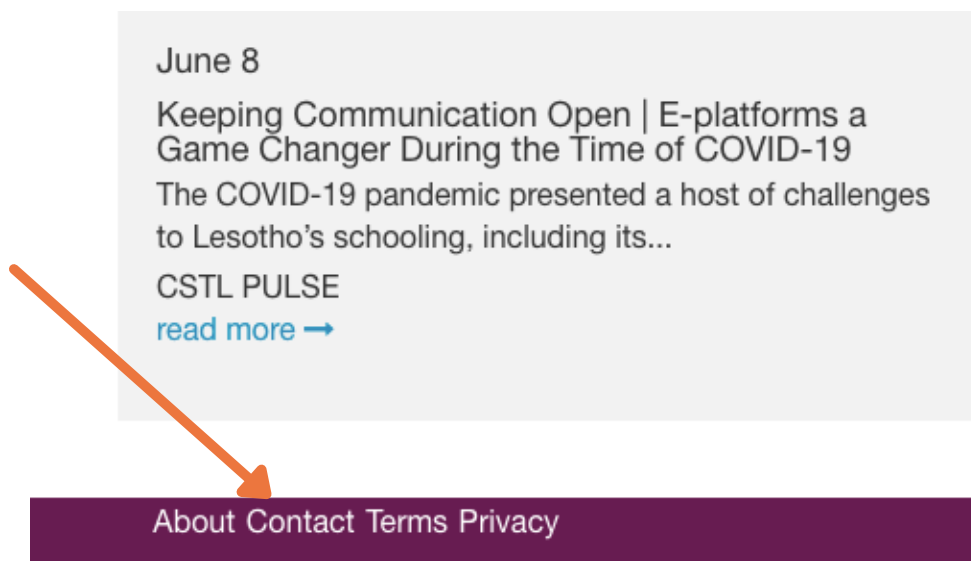 June 8
Keeping Communication Open | E-platforms a
Game Changer During the Time of COVID-19
The COVID-19 pandemic presented a host of challenges
to Lesotho’s schooling, including its...
CSTL PULSE
read more →
About Contact Terms Privacy